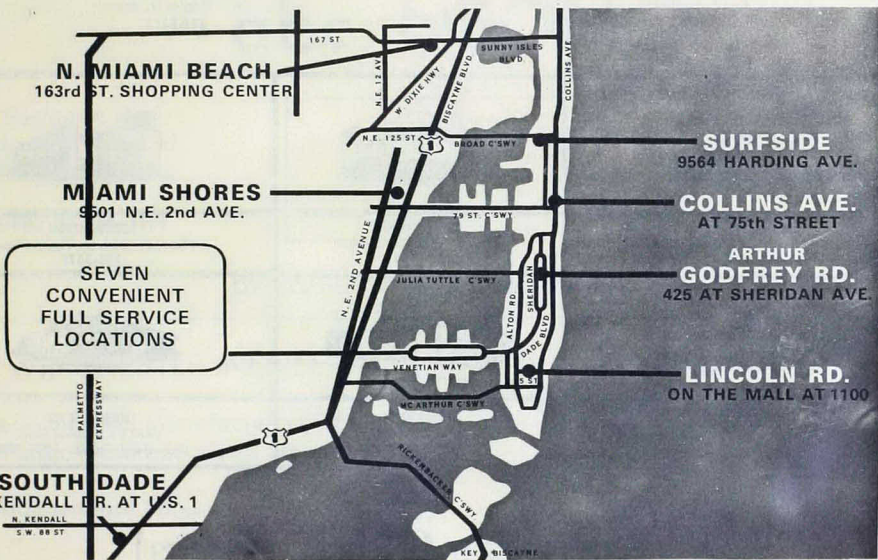 167 ST
SUNNY ISLES
BLVD.
COLLINS AVE.
N. MIAMI BEACH
163rd ST. SHOPPING CENTER
N.E. 12 AVE
W DIXIE HWY
BISCAYNE BLVD.
N.E. 125 ST.
BROAD C'SWY
SURFSIDE
9564 HARDING AVE.
MIAMI SHORES
9501 N.E. 2nd AVE.
79 ST. C'SWY
COLLINS AVE.
AT 75th STREET
SEVEN
CONVENIENT
FULL SERVICE
LOCATIONS
N.E. 2ND AVENUE
JULIA TUTTLE C'SWY
ALTON RD
SHERIDAN
ARTHUR
GODFREY RD.
425 AT SHERIDAN AVE.
VENETIAN WAY
DADE BLVD
5 ST
LINCOLN RD.
ON THE MALL AT 1100
MC ARTHUR C'SWY
PALMETTO
EXPRESSWAY
RICKENBACKER C'SWY
SOUTH DADE
KENDALL DR. AT U.S. 1
N. KENDALL
S.W. 88 ST
KEY BISCAYNE